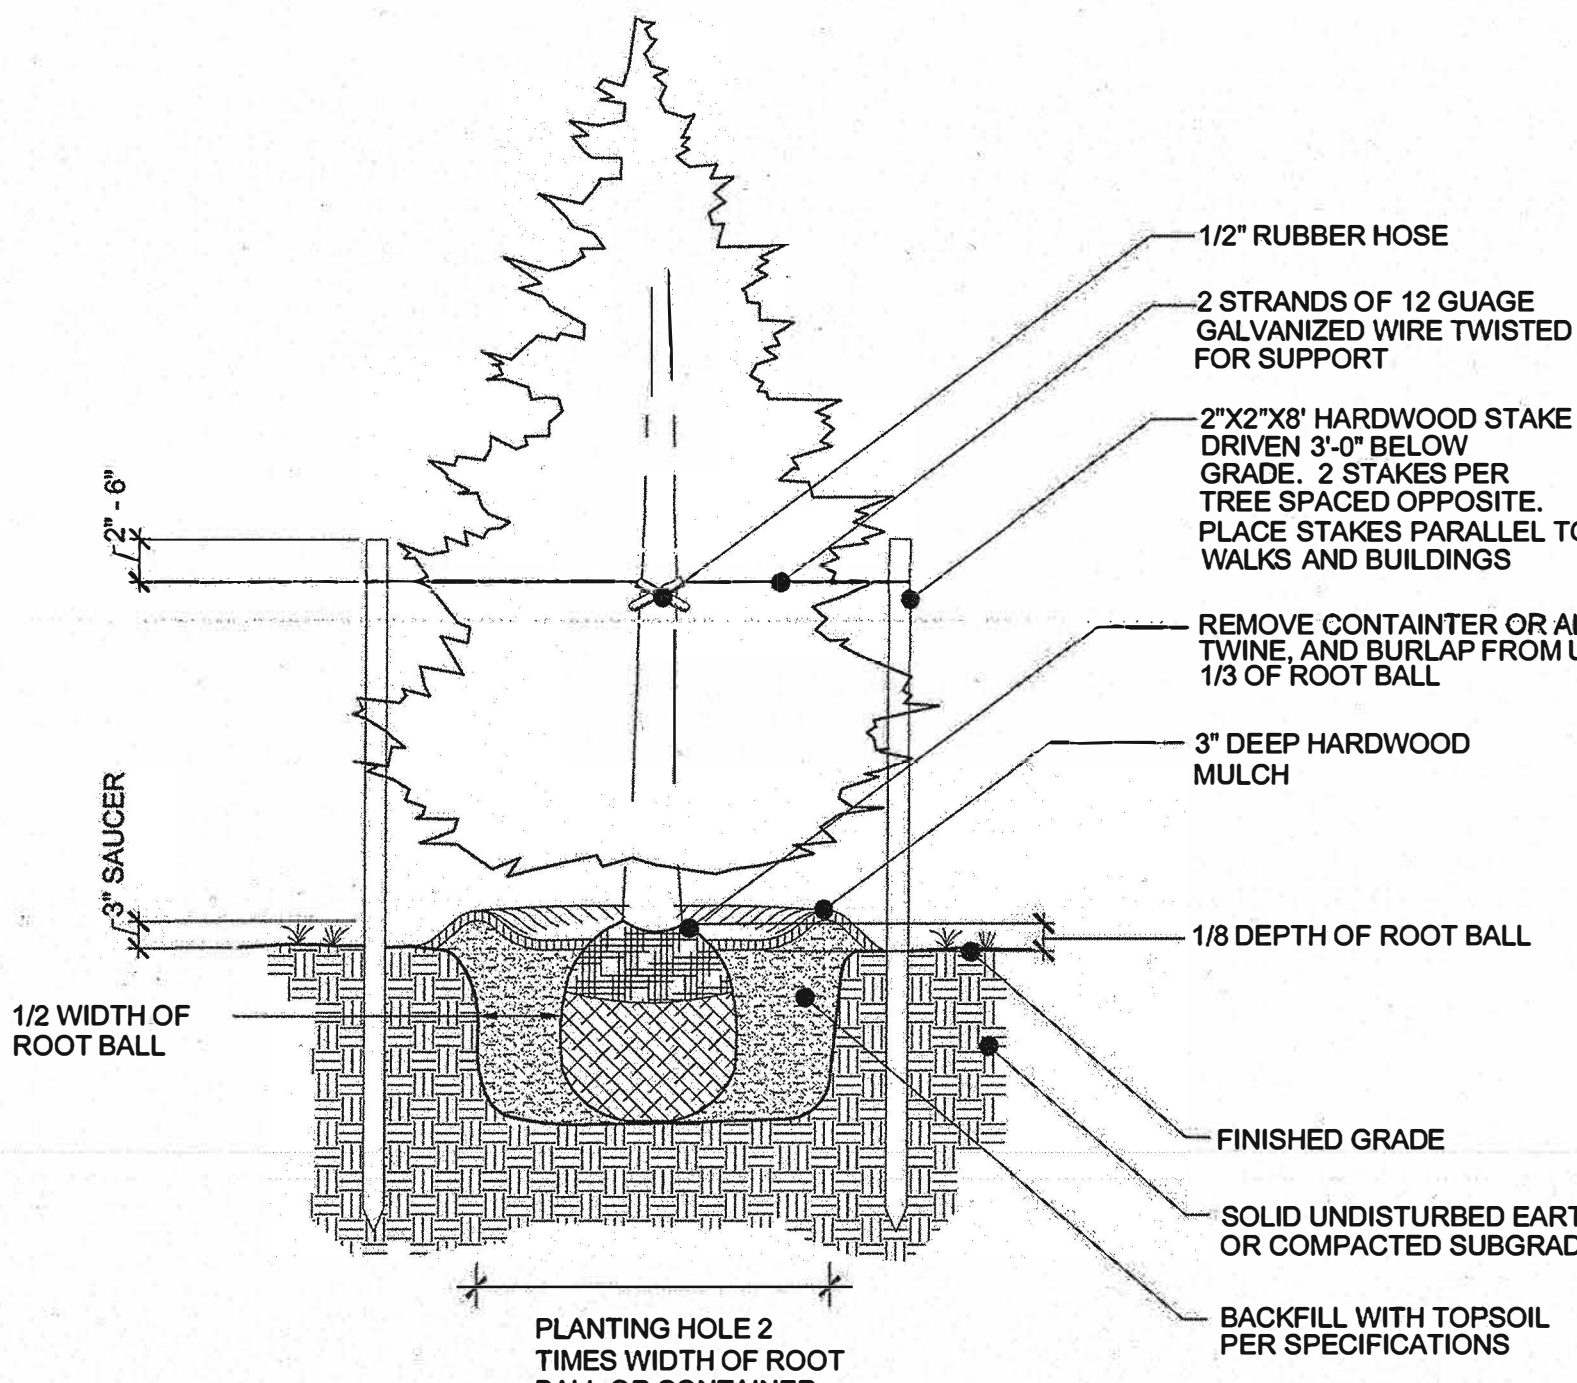 1/2" RUBBER HOSE
2 STRANDS OF 12 GUAGE
GALVANIZED WIRE TWISTED
FOR SUPPORT
2"X2"X8' HARDWOOD STAKE
DRIVEN 3'-0" BELOW
GRADE. 2 STAKES PER
TREE SPACED OPPOSITE.
PLACE STAKES PARALLEL TO
WALKS AND BUILDINGS
2" - 6"
REMOVE CONTAINTER OR
TWINE, AND BURLAP FROM
1/3 OF ROOT BALL
3" DEEP HARDWOOD
MULCH
3" SAUCER
1/8 DEPTH OF ROOT BALL
1/2 WIDTH OF
ROOT BALL
FINISHED GRADE
SOLID UNDISTURBED
OR COMPACTED
BACKFILL WITH TOPSOIL
PER SPECIFICATIONS
PLANTING HOLE 2
TIMES WIDTH OF ROOT
BALL OR CONTAINER